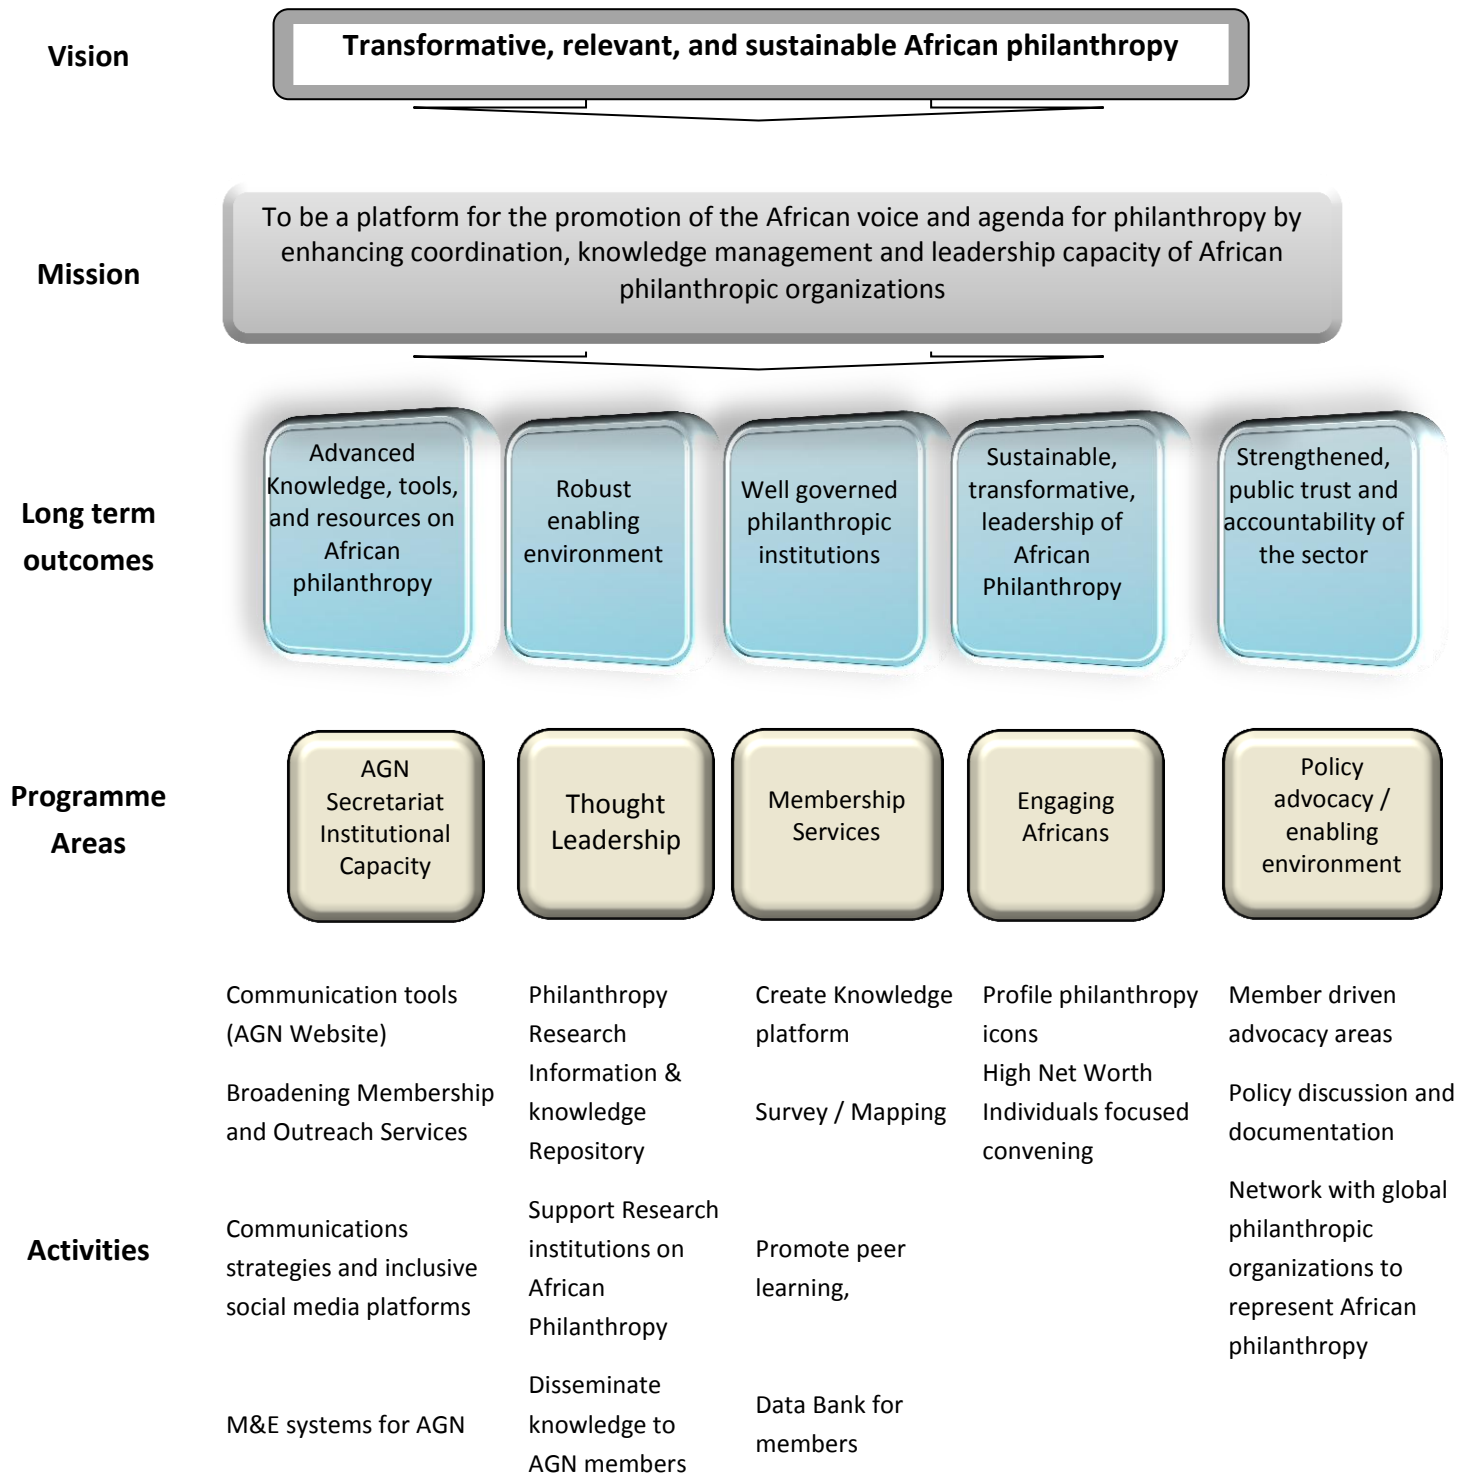 Vision
Transformative, relevant, and sustainable African philanthropy
Mission
To be a platform for the promotion of the African voice and agenda for philanthropy by
enhancing coordination, knowledge management and leadership capacity of African
philanthropic organizations
Long term
outcomes
Advanced
Knowledge, tools,
and resources on
African
philanthropy
Robust
enabling
environment
Well governed
philanthropic
institutions
Sustainable,
transformative,
leadership of
African
Philanthropy
Strengthened,
public trust and
accountability of
the sector
Programme
Areas
AGN
Secretariat
Institutional
Capacity
Thought
Leadership
Membership
Services
Engaging
Africans
Policy
advocacy /
enabling
environment
Activities
Communication tools
(AGN Website)
Broadening Membership
and Outreach Services
Communications
strategies and inclusive
social media platforms
M&E systems for AGN
Philanthropy
Research
Information &
knowledge
Repository
Support Research
institutions on
African
Philanthropy
Disseminate
knowledge to
AGN members
Create Knowledge
platform
Survey / Mapping
Promote peer
learning,
Data Bank for
members
Profile philanthropy
icons
High Net Worth
Individuals focused
convening
Member driven
advocacy areas
Policy discussion and
documentation
Network with global
philanthropic
organizations to
represent African
philanthropy